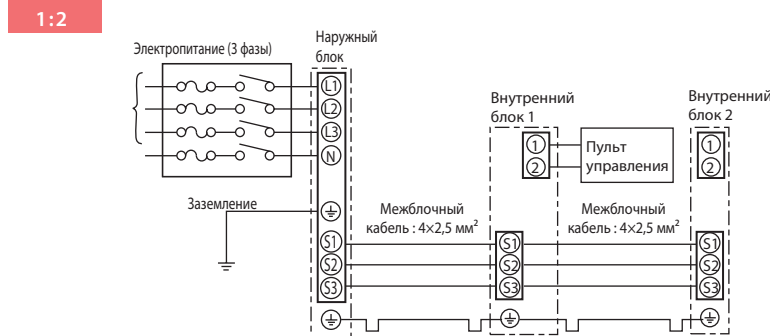 1:2
Электропитание (3 фазы)
Наружный
блок
L1
L2
L3
N
Заземление
S1
S2
S3
Межблочный
кабель : 4×2,5 мм²
Внутренний
блок 1
1
2
Пульт
управления
S1
S2
S3
Межблочный
кабель : 4×2,5 мм²
Внутренний
блок 2
1
2
S1
S2
S3